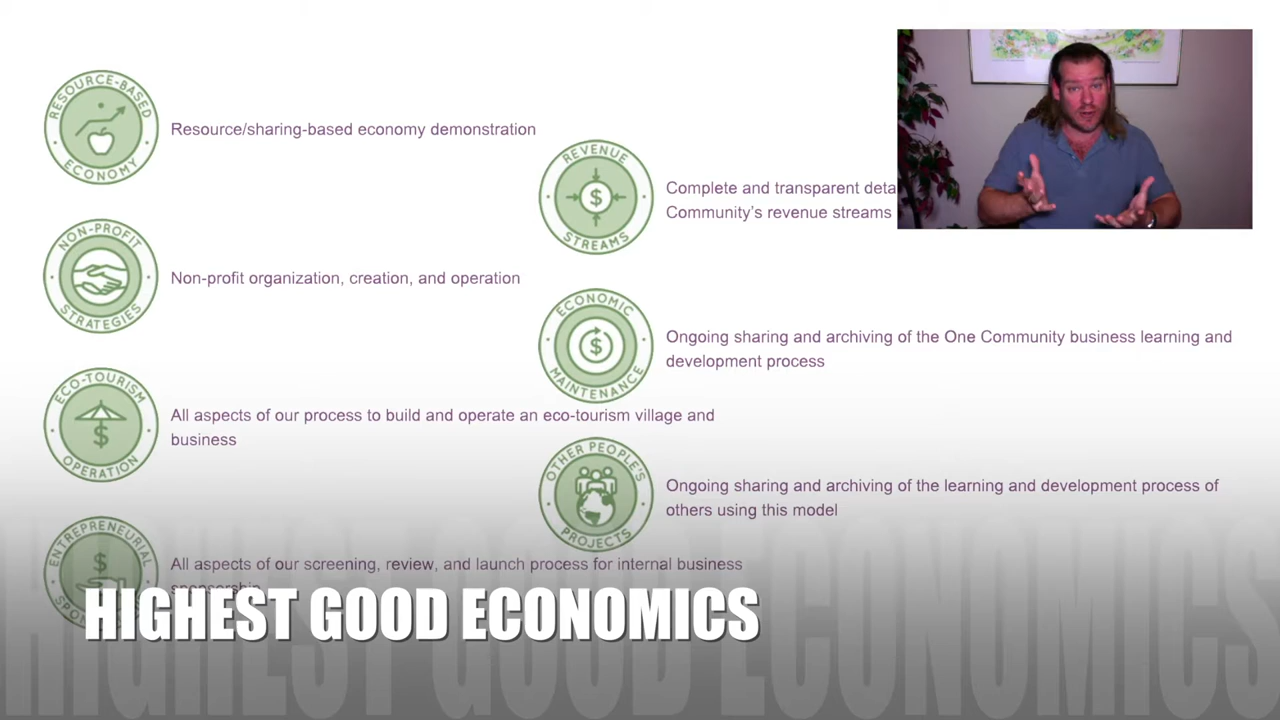 RESOURCE-BASED
ECONOMY
Resource/sharing-based economy demonstration
NON-PROFIT
STRATEGIES
Non-profit organization, creation, and operation
ECO-TOURISM
OPERATION
All aspects of our process to build and operate an eco-tourism village and
business
ENTREPRENEURIAL
All aspects of our screening, review, and launch process for internal business
sponsorship
REVENUE
STREAMS
Complete and transparent
Community’s revenue streams
ECONOMIC
MAINTENANCE
Ongoing sharing and archiving of the One Community business learning and
development process
OTHER PEOPLE'S
PROJECTS
Ongoing sharing and archiving of the learning and development process of
others using this model
HIGHEST GOOD ECONOMICS
HIGHEST GOOD ECONOMICS